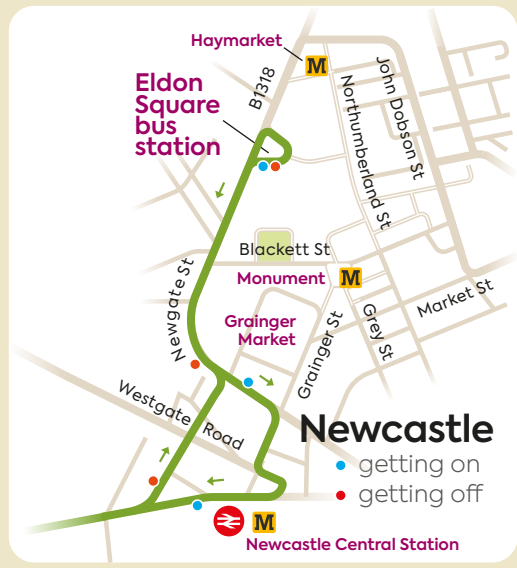 Haymarket
M
B1318
John Dobson St
Northumberland St
Eldon
Square
bus
station
Blackett St
Monument
M
Newgate St
Grainger
Market
Grainger St
Grey St
Market St
Westgate Road
Newcastle
getting on
getting off
M
Newcastle Central Station